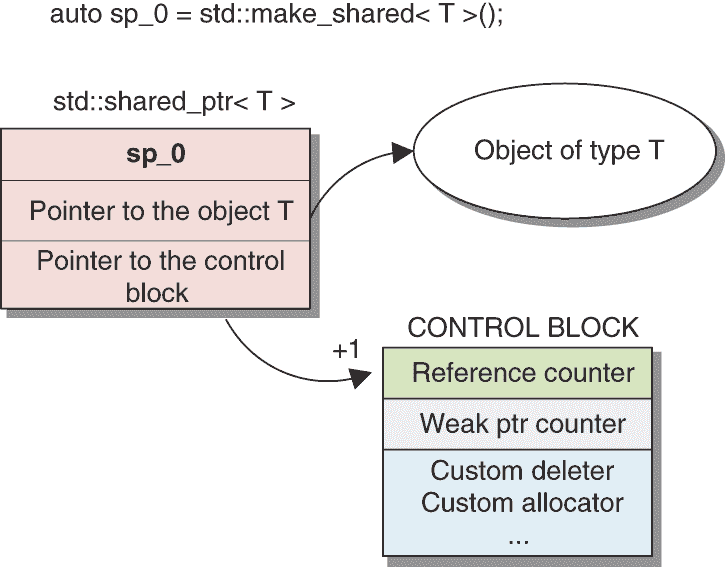 auto sp_0 = std::make_shared< T >();
std::shared_ptr< T >
sp_0
Pointer to the object T
Pointer to the control
block
Object of type T
+1
CONTROL BLOCK
Reference counter
Weak ptr counter
Custom deleter
Custom allocator
...